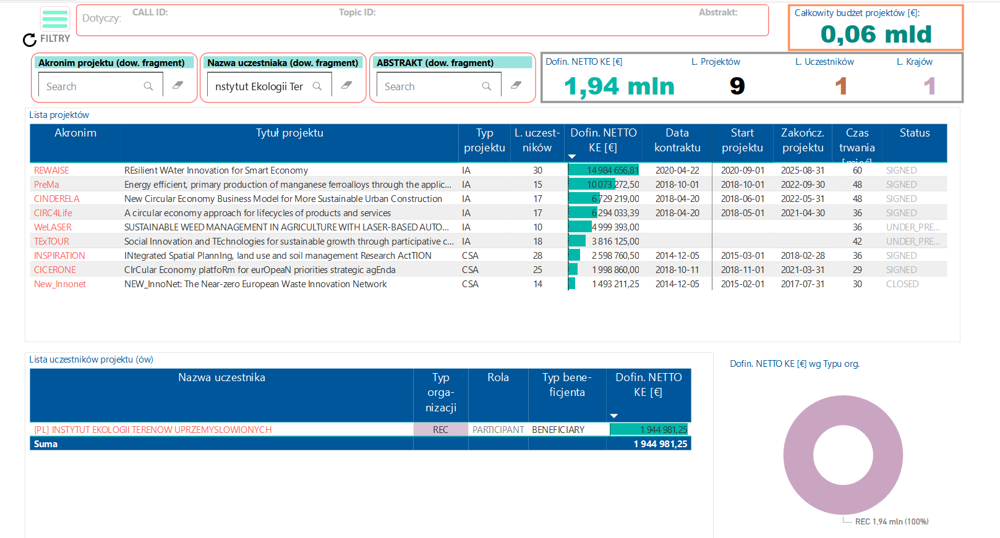 FILTRY
Dotyczy:
CALL ID:
Topic ID:
Abstrakt:
Całkowity budżet projektów [€]:
0,06 mld
Akronim projektu (dow. fragment)
Search
Nazwa uczestniaka (dow. fragment)
nstytut Ekologii Ter
ABSTRAKT (dow. fragment)
Search
Dofin. NETTO KE [€] L. Projektów L. Uczestników L. Krajów
1,94 mln 9 1 1
Lista projektów
Akronim Tytuł projektu Typ projektu L. uczest-ników Dofin. NETTO KE [€] Data kontraktu Start projektu Zakończ. projektu Czas trwania [mieś] Status
REWAISE REsilient WAter Innovation for Smart Economy IA 30 14 984 656,81 2020-04-22 2020-09-01 2025-08-31 60 SIGNED
PreMa Energy efficient, primary production of manganese ferroalloys through the applic... IA 15 10 073 272,50 2018-10-01 2018-10-01 2022-09-30 48 SIGNED
CINDERELA New Circular Economy Business Model for More Sustainable Urban Construction IA 17 6 729 219,00 2018-04-20 2018-06-01 2022-05-31 48 SIGNED
CIRC4Life A circular economy approach for lifecycles of products and services IA 17 6 294 033,39 2018-04-20 2018-05-01 2021-04-30 36 SIGNED
WeLASER SUSTAINABLE WEED MANAGEMENT IN AGRICULTURE WITH LASER-BASED AUTO... IA 10 4 999 393,00 36 UNDER_PRE...
TExTOUR Social Innovation and TEchnologies for sustainable growth through participative c... IA 18 3 816 125,00 42 UNDER_PRE...
INSPIRATION INtegrated Spatial PlannIng, land use and soil management Research ActTION CSA 28 2 598 760,50 2014-12-05 2015-03-01 2018-02-28 36 SIGNED
CICERONE CIrCular Economy platfoRm for eurOpeaN priorities strategic agEnda CSA 25 1 998 860,00 2018-10-11 2018-11-01 2021-03-31 29 SIGNED
New_Innonet NEW_InnoNet: The Near-zero European Waste Innovation Network CSA 14 1 493 211,25 2014-12-05 2015-02-01 2017-07-31 30 CLOSED
Lista uczestników projektu (ów)
Nazwa uczestnika Typ orga-nizacji Rola Typ bene-ficjenta Dofin. NETTO KE [€]
[PL] INSTYTUT EKOLOGII TERENOW UPRZEMYSLOWIONYCH REC PARTICIPANT BENEFICIARY 1 944 981,25
Suma 1 944 981,25
Dofin. NETTO KE [€] wg Typu org.
REC 1,94 mln (100%)